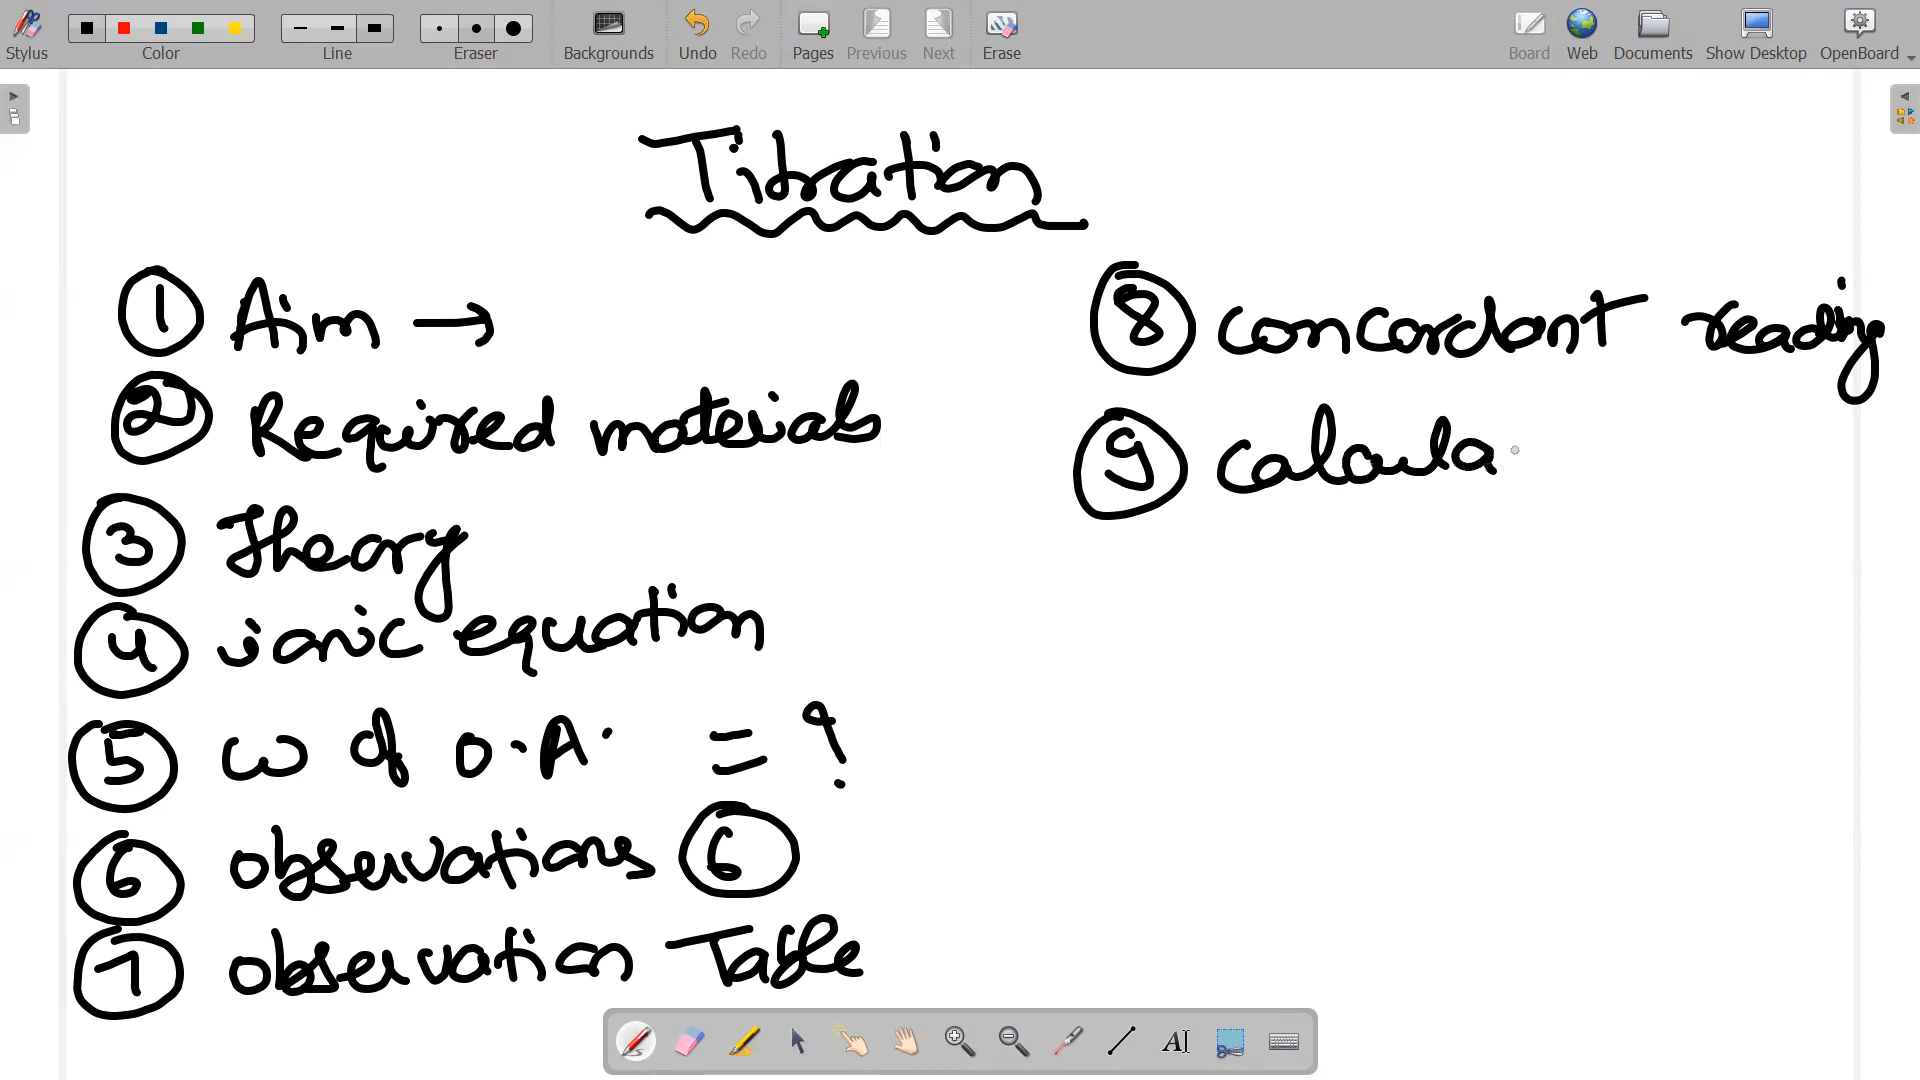 Stylus Color Line Eraser Backgrounds Undo Redo Pages Previous Next Erase Board Web Documents Show Desktop OpenBoard
Titration
1 Aim →
2 Required materials
3 Theory
4 ionic equation
5 w of O.A. = ?
6 observations 6
7 observation Table
8 concordant reading
9 calcula